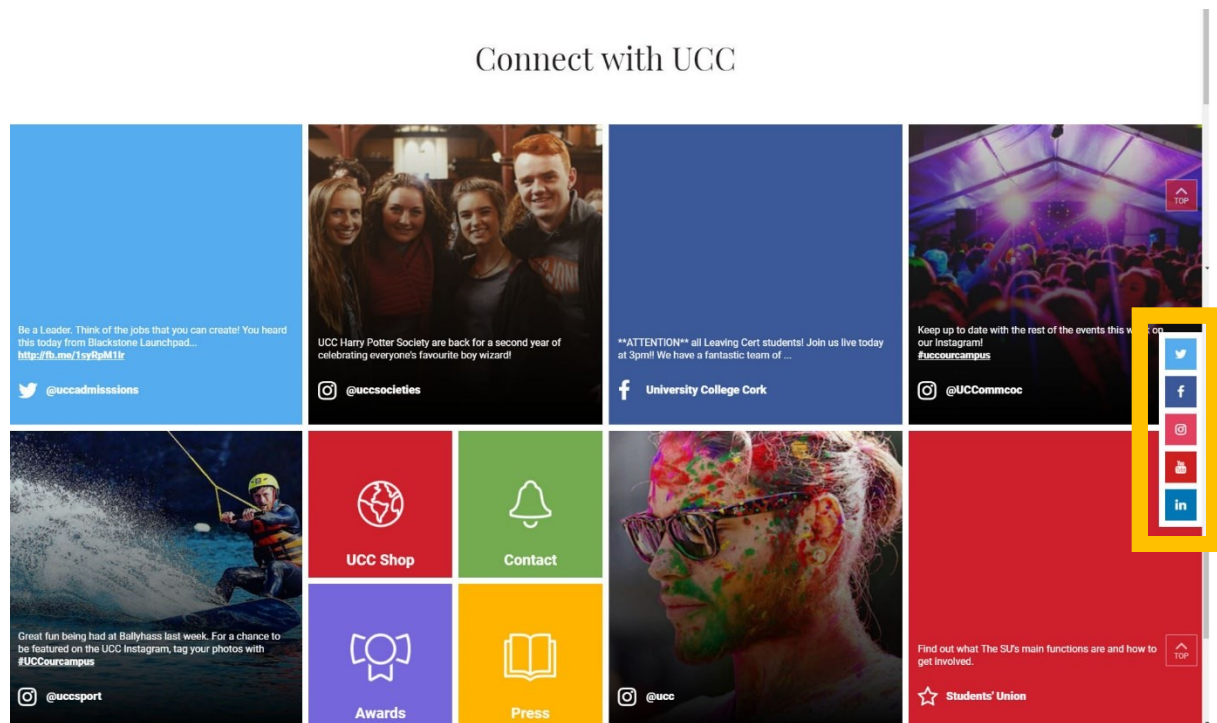 Connect with UCC
Be a Leader. Think of the jobs that you can create! You heard
this today from Blackstone Launchpad...
http://fb.me/1syRpM1Ir
@uccadmisssions
UCC Harry Potter Society are back for a second year of
celebrating everyone's favourite boy wizard!
@uccsocieties
**ATTENTION** all Leaving Cert students! Join us live today
at 3pm!! We have a fantastic team of ...
University College Cork
TOP
Keep up to date with the rest of the events this week on
our Instagram!
#uccourcampus
@UCCommcoc
You Tube
in
Great fun being had at Ballyhass last week. For a chance to
be featured on the UCC Instagram, tag your photos with
#UCCourcampus
@uccsport
UCC Shop
Contact
Awards
Press
@ucc
Find out what The SU's main functions are and how to
get involved.
TOP
Students' Union